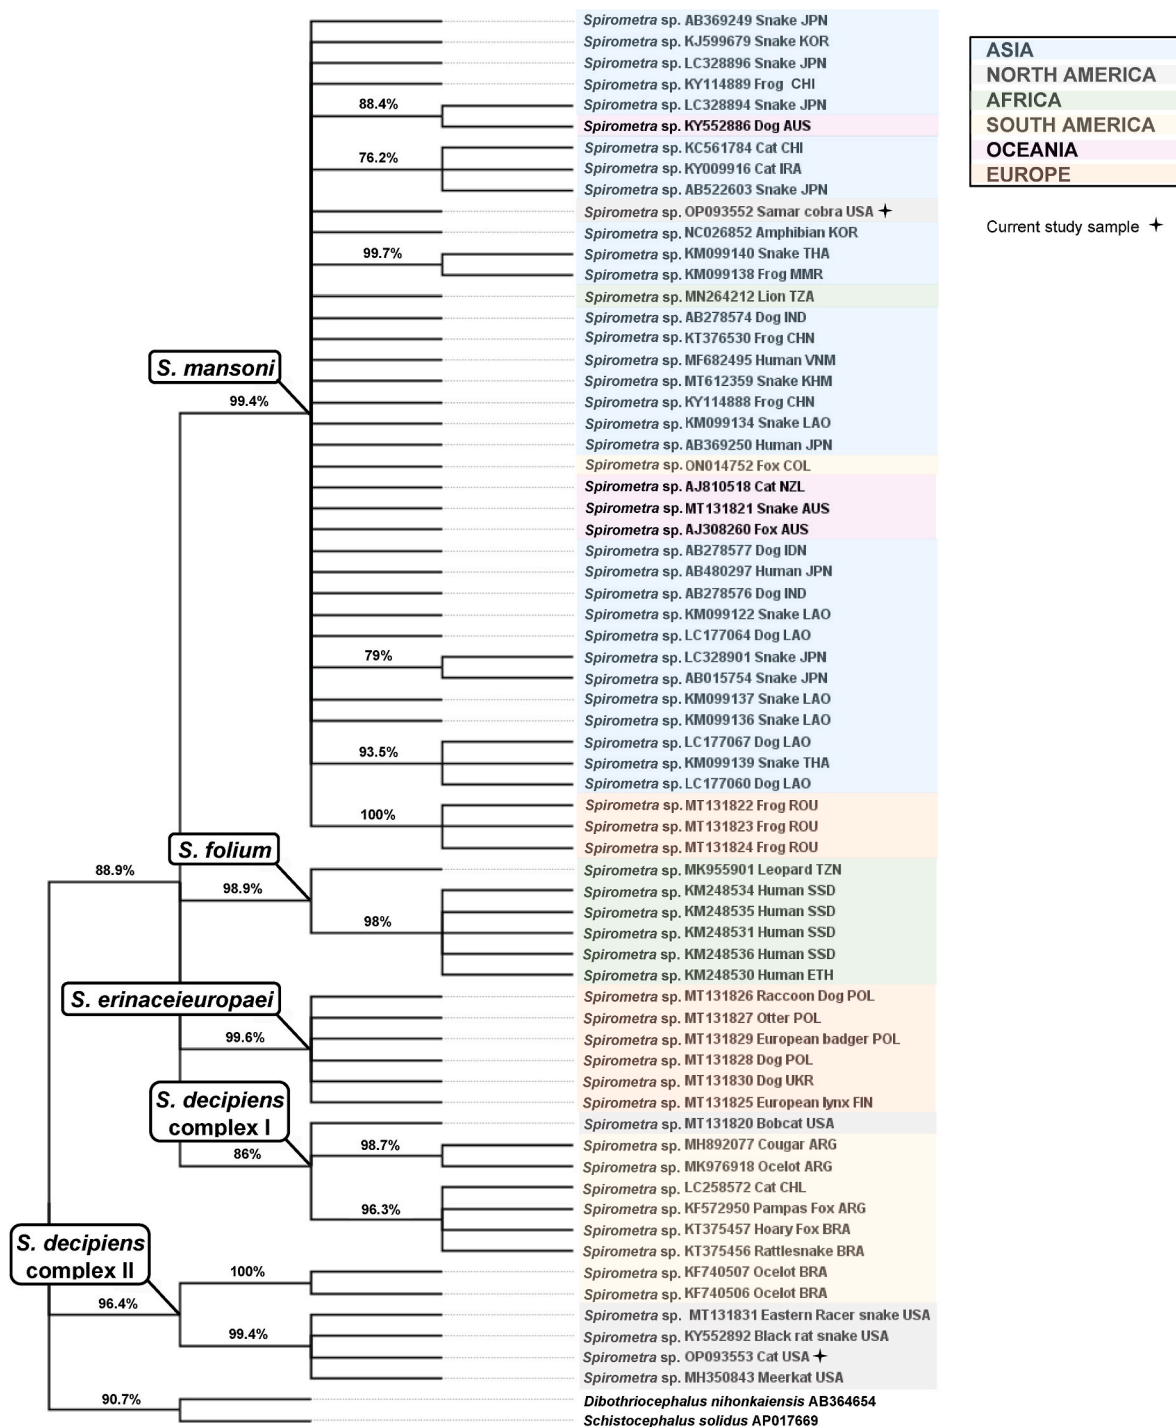 Spirometra sp. AB369249 Snake JPN
Spirometra sp. KJ599679 Snake KOR
Spirometra sp. LC328896 Snake JPN
Spirometra sp. KY114889 Frog CHI
88.4%
Spirometra sp. LC328894 Snake JPN
Spirometra sp. KY552886 Dog AUS
76.2%
Spirometra sp. KC561784 Cat CHI
Spirometra sp. KY009916 Cat IRA
Spirometra sp. AB522603 Snake JPN
Spirometra sp. OP093552 Samar cobra USA
Spirometra sp. NC026852 Amphibian KOR
99.7%
Spirometra sp. KM099140 Snake THA
Spirometra sp. KM099138 Frog MMR
Spirometra sp. MN264212 Lion TZA
Spirometra sp. AB278574 Dog IND
Spirometra sp. KT376530 Frog CHN
Spirometra sp. MF682495 Human VNM
S. mansoni
Spirometra sp. MT612359 Snake KHM
99.4%
Spirometra sp. KY114888 Frog CHN
Spirometra sp. KM099134 Snake LAO
Spirometra sp. AB369250 Human JPN
Spirometra sp. ON014752 Fox COL
Spirometra sp. AJ810518 Cat NZL
Spirometra sp. MT131821 Snake AUS
Spirometra sp. AJ308260 Fox AUS
Spirometra sp. AB278577 Dog IDN
Spirometra sp. AB480297 Human JPN
Spirometra sp. AB278576 Dog IND
Spirometra sp. KM099122 Snake LAO
Spirometra sp. LC177064 Dog LAO
79%
Spirometra sp. LC328901 Snake JPN
Spirometra sp. AB015754 Snake JPN
Spirometra sp. KM099137 Snake LAO
Spirometra sp. KM099136 Snake LAO
93.5%
Spirometra sp. LC177067 Dog LAO
Spirometra sp. KM099139 Snake THA
Spirometra sp. LC177060 Dog LAO
100%
Spirometra sp. MT131822 Frog ROU
Spirometra sp. MT131823 Frog ROU
Spirometra sp. MT131824 Frog ROU
S. folium
88.9%
98.9%
Spirometra sp. MK955901 Leopard TZN
Spirometra sp. KM248534 Human SSD
Spirometra sp. KM248535 Human SSD
98%
Spirometra sp. KM248531 Human SSD
Spirometra sp. KM248536 Human SSD
Spirometra sp. KM248530 Human ETH
S. erinaceieuropaei
99.6%
Spirometra sp. MT131826 Raccoon Dog POL
Spirometra sp. MT131827 Otter POL
Spirometra sp. MT131829 European badger POL
Spirometra sp. MT131828 Dog POL
Spirometra sp. MT131830 Dog UKR
Spirometra sp. MT131825 European lynx FIN
S. decipiens
complex I
86%
Spirometra sp. MT131820 Bobcat USA
98.7%
Spirometra sp. MH892077 Cougar ARG
Spirometra sp. MK976918 Ocelot ARG
96.3%
Spirometra sp. LC258572 Cat CHL
Spirometra sp. KF572950 Pampas Fox ARG
Spirometra sp. KT375457 Hoary Fox BRA
Spirometra sp. KT375456 Rattlesnake BRA
S. decipiens
complex II
96.4%
100%
Spirometra sp. KF740507 Ocelot BRA
Spirometra sp. KF740506 Ocelot BRA
99.4%
Spirometra sp. MT131831 Eastern Racer snake USA
Spirometra sp. KY552892 Black rat snake USA
Spirometra sp. OP093553 Cat USA
Spirometra sp. MH350843 Meerkat USA
90.7%
Dibothriocephalus nihonkaiensis AB364654
Schistocephalus solidus AP017669
ASIA
NORTH AMERICA
AFRICA
SOUTH AMERICA
OCEANIA
EUROPE
Current study sample